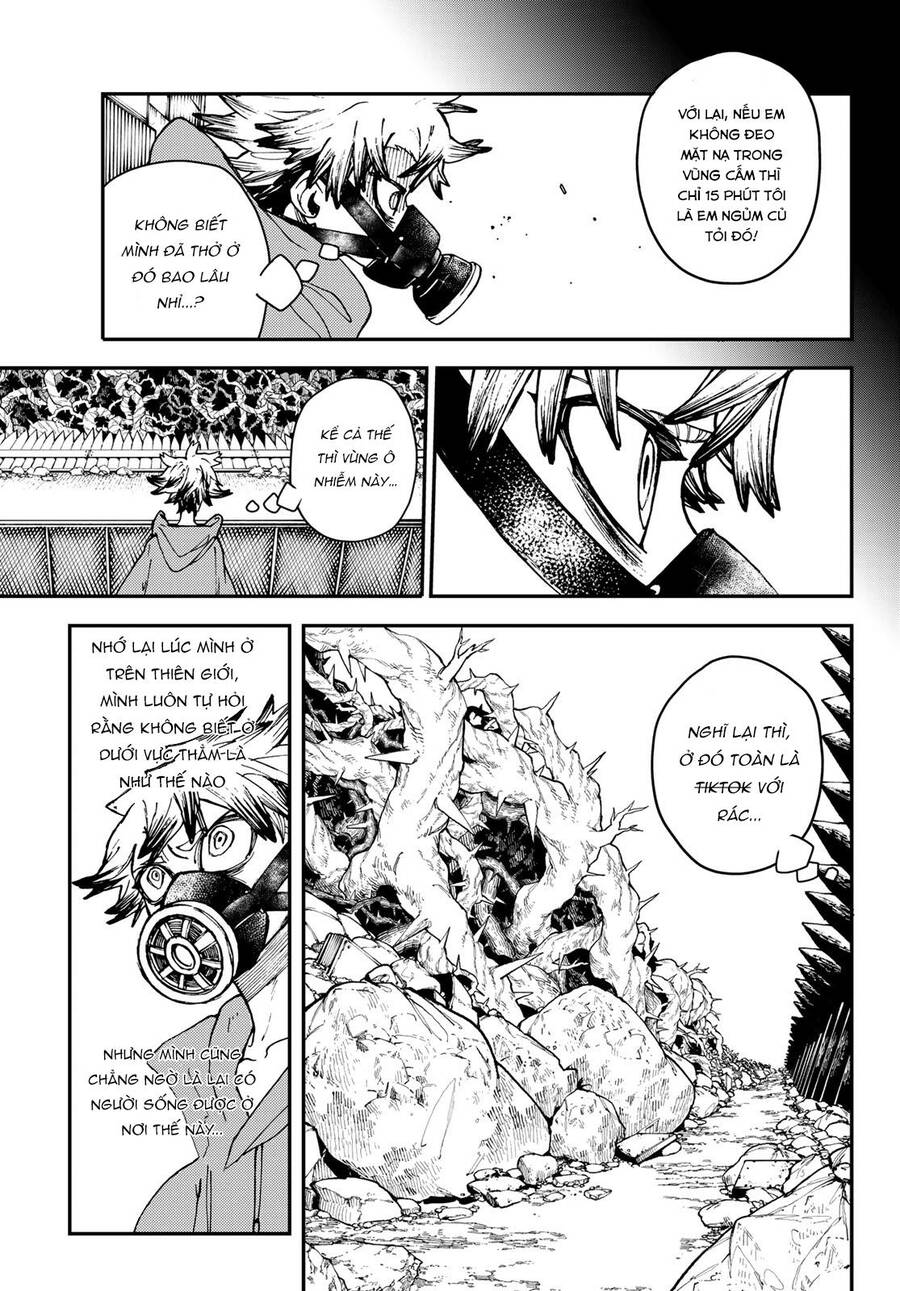 VỚI LẠI, NẾU EM
KHÔNG ĐEO
MẶT NẠ TRONG
VÙNG CẤM THÌ
CHỈ 15 PHÚT TÔI
LÀ EM NGỦM CỦ
TỎI ĐÓ!
KHÔNG BIẾT
MÌNH ĐÃ THỞ Ở
ĐÓ BAO LÂU
NHỈ...?
KỂ CẢ THẾ
THÌ VÙNG Ô
NHIỄM NÀY...
NGHĨ LẠI THÌ,
Ở ĐÓ TOÀN LÀ
TIKTOK VỚI
RÁC...
NHỚ LẠI LÚC MÌNH Ở
TRÊN THIÊN GIỚI,
MÌNH LUÔN TỰ HỎI
RẰNG KHÔNG BIẾT Ở
DƯỚI VỰC THẲM LÀ
NHƯ THẾ NÀO
NHƯNG MÌNH CŨNG
CHẲNG NGỜ LÀ LẠI CÓ
NGƯỜI SỐNG ĐƯỢC Ở
NƠI THẾ NÀY...